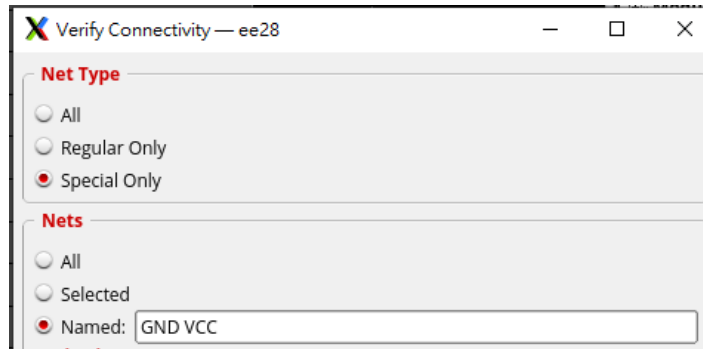 Verify Connectivity — ee28
Net Type
All
Regular Only
Special Only
Nets
All
Selected
Named: GND VCC